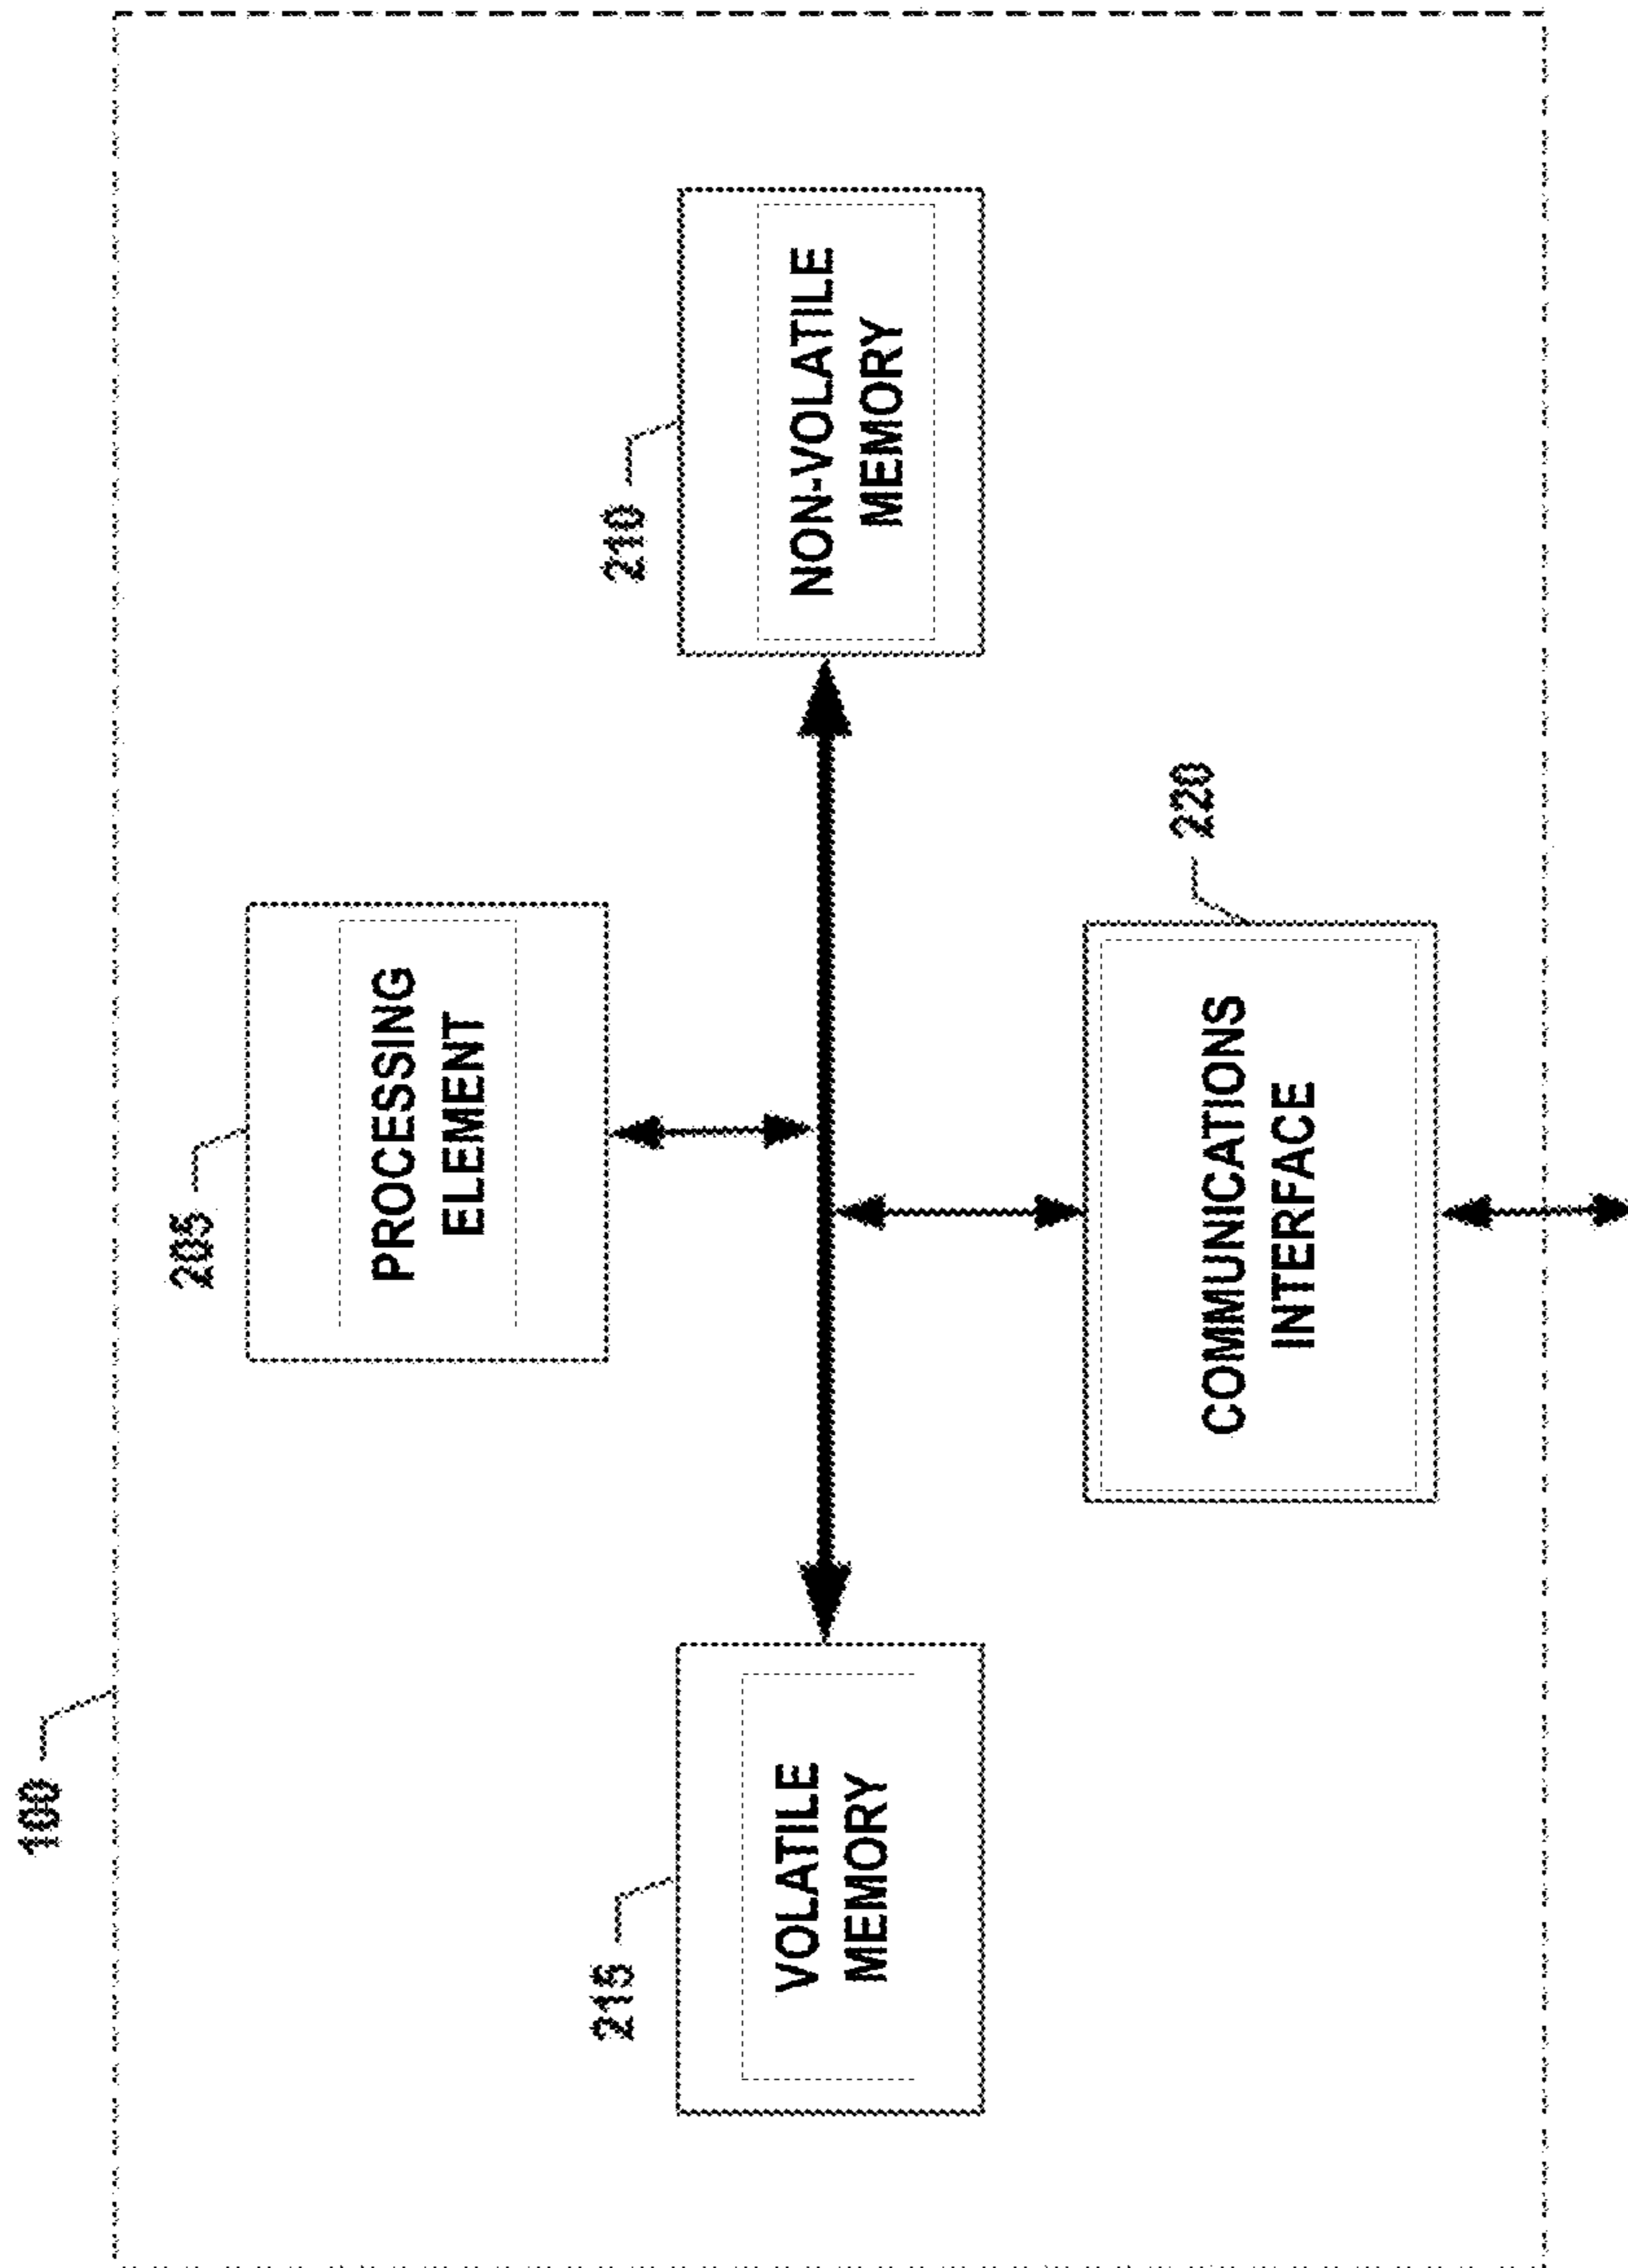 100
205
PROCESSING
ELEMENT
215
VOLATILE
MEMORY
210
NON-VOLATILE
MEMORY
220
COMMUNICATIONS
INTERFACE